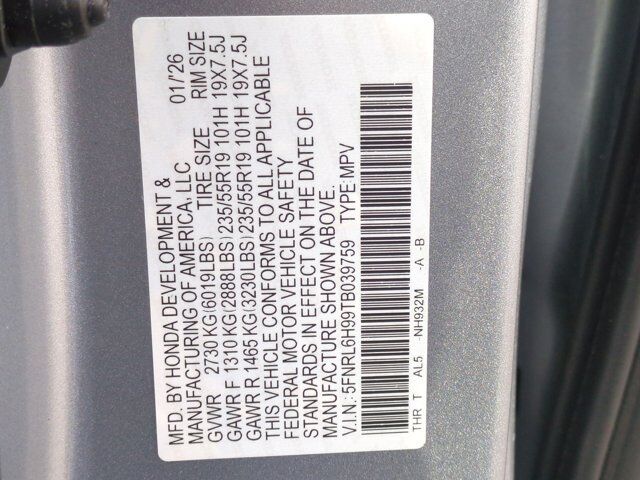 MFD. BY HONDA DEVELOPMENT &
MANUFACTURING OF AMERICA, LLC 01/'26
GVWR 2730 KG(6019LBS) TIRE SIZE RIM SIZE
GAWR F 1310 KG(2888LBS)235/55R19 101H 19X7.5J
GAWR R 1465 KG(3230LBS)235/55R19 101H 19X7.5J
THIS VEHICLE CONFORMS TO ALL APPLICABLE
FEDERAL MOTOR VEHICLE SAFETY
STANDARDS IN EFFECT ON THE DATE OF
MANUFACTURE SHOWN ABOVE.
V.I.N.: 5FNRL6H99TB039759 TYPE:MPV
THR T AL5 -NH932M -A -B